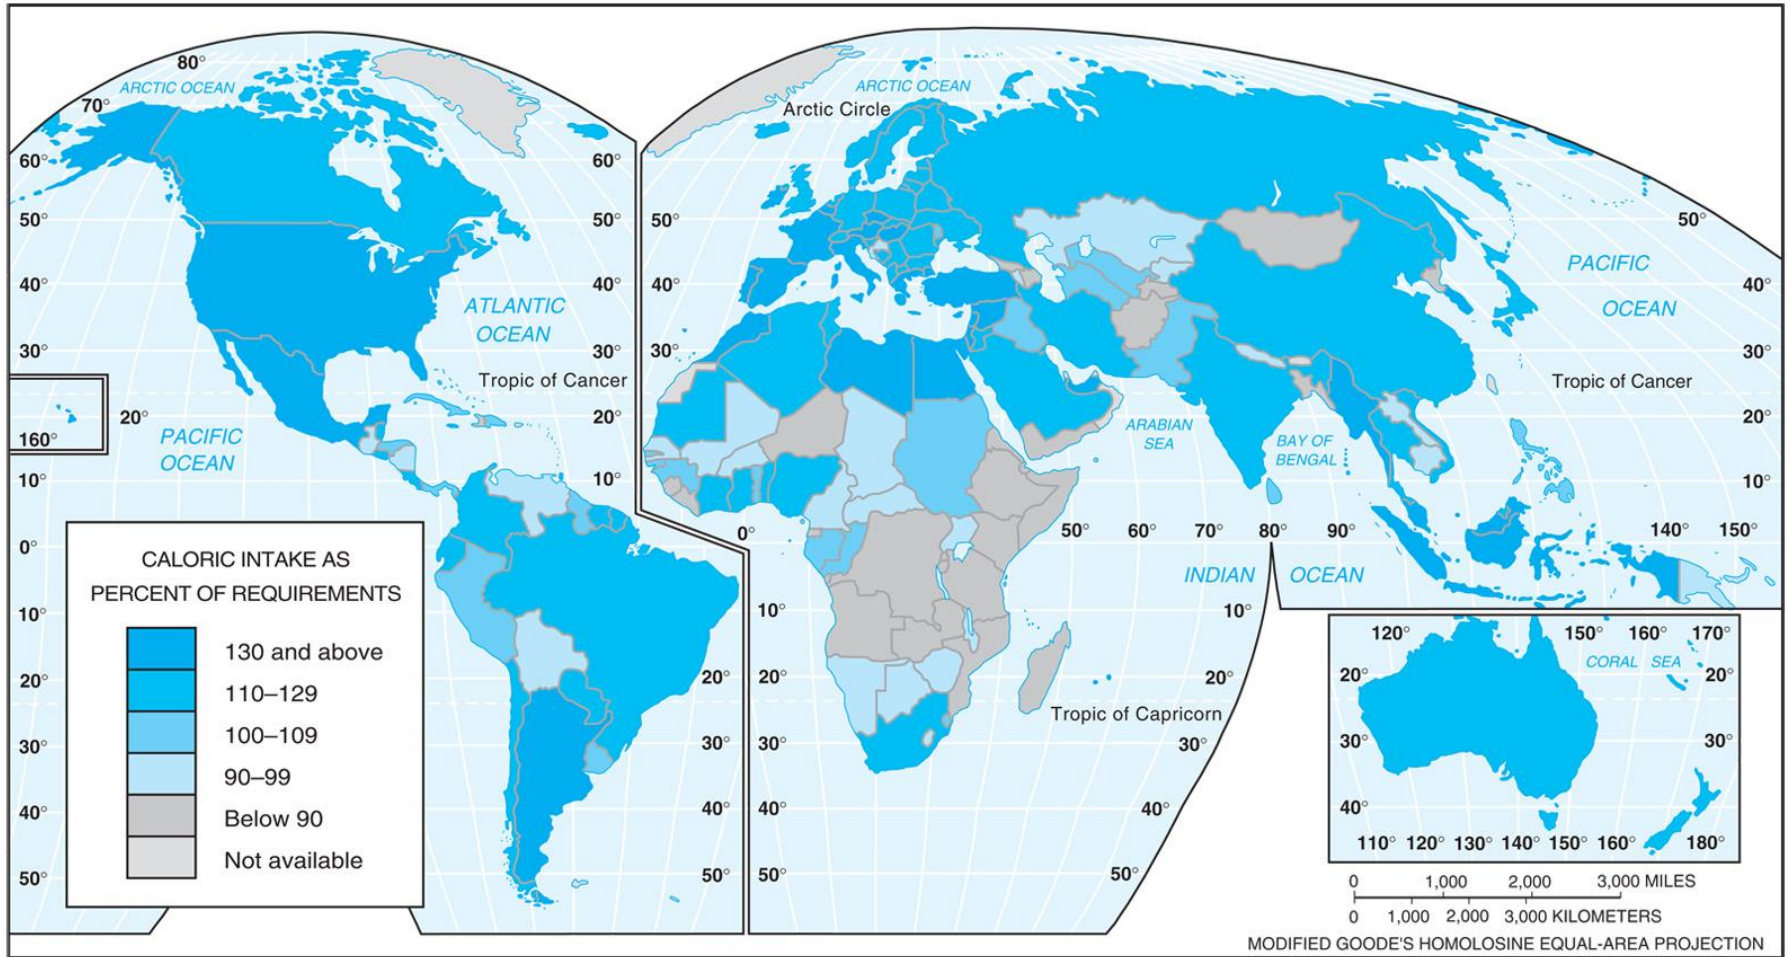 80°
ARCTIC OCEAN
70°
60°
60°
50°
50°
40°
ATLANTIC
OCEAN
40°
30°
30°
Tropic of Cancer
20°
20°
160°
PACIFIC
OCEAN
10°
10°
0°
10°
20°
20°
30°
30°
40°
40°
50°
50°
CALORIC INTAKE AS
PERCENT OF REQUIREMENTS
130 and above
110–129
100–109
90–99
Below 90
Not available
ARCTIC OCEAN
Arctic Circle
50°
50°
40°
PACIFIC
OCEAN
40°
30°
30°
Tropic of Cancer
20°
ARABIAN
SEA
BAY OF
BENGAL
10°
0°
50°
60°
70°
80°
90°
140°
150°
INDIAN
OCEAN
10°
10°
20°
20°
Tropic of Capricorn
30°
30°
40°
40°
50°
50°
120°
150°
160°
170°
CORAL SEA
20°
20°
30°
30°
40°
40°
110°
120°
130°
140°
150°
160°
180°
0 1,000 2,000 3,000 MILES
0 1,000 2,000 3,000 KILOMETERS
MODIFIED GOODE'S HOMOLOSINE EQUAL-AREA PROJECTION